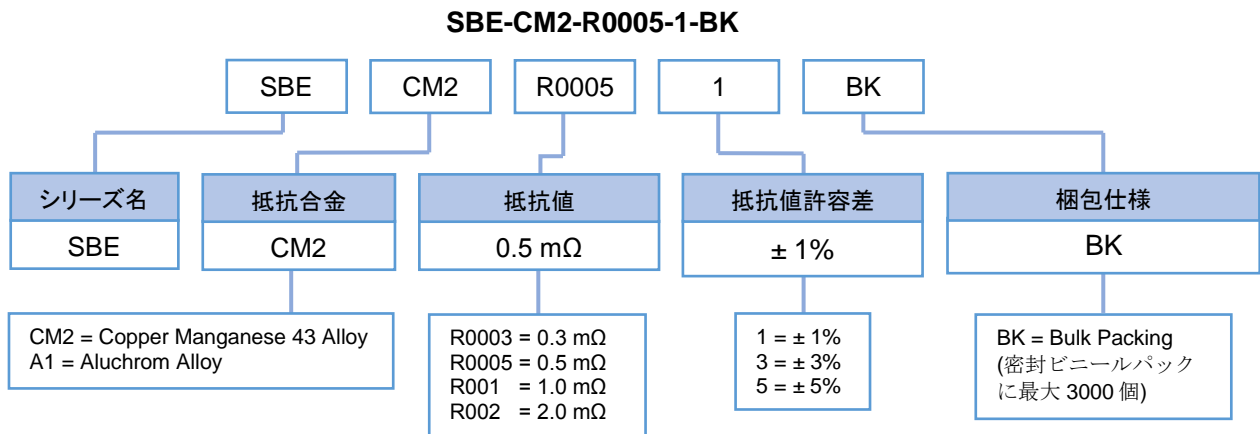 SBE-CM2-R0005-1-BK
SBE
CM2
R0005
1
BK
シリーズ名
SBE
抵抗合金
CM2
抵抗値
0.5 mΩ
抵抗値許容差
± 1%
梱包仕様
BK
CM2 = Copper Manganese 43 Alloy
A1 = Aluchrom Alloy
R0003 = 0.3 mΩ
R0005 = 0.5 mΩ
R001 = 1.0 mΩ
R002 = 2.0 mΩ
1 = ± 1%
3 = ± 3%
5 = ± 5%
BK = Bulk Packing
(密封ビニールパック
に最大 3000 個)